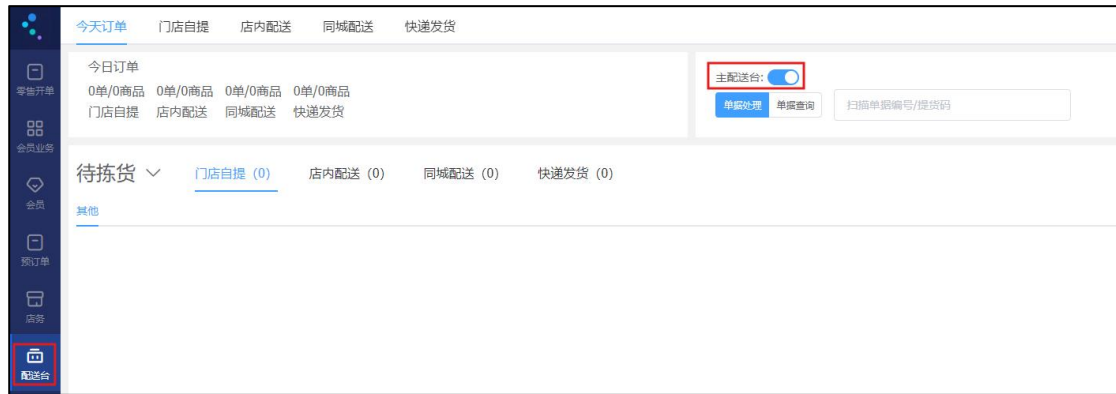 今天订单 门店自提 店内配送 同城配送 快递发货
零售开单
会员业务
会员
预订单
店务
配送台
今日订单
0单/0商品 0单/0商品 0单/0商品 0单/0商品
门店自提 店内配送 同城配送 快递发货
主配送台:
单据处理 单据查询 扫描单据编号/提货码
待拣货 门店自提 (0) 店内配送 (0) 同城配送 (0) 快递发货 (0)
其他